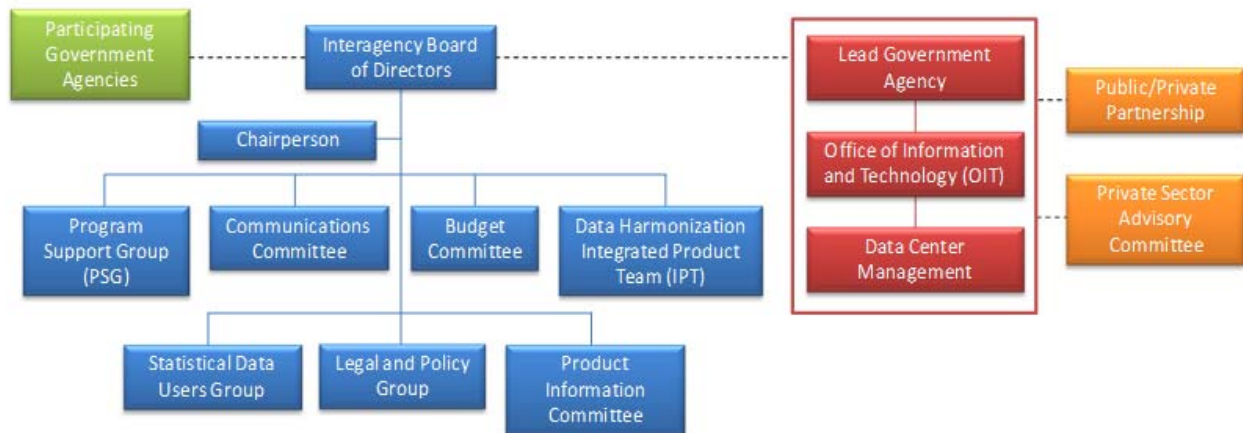 Participating
Government
Agencies
Interagency Board
of Directors
Lead Government
Agency
Public/Private
Partnership
Chairperson
Office of Information
and Technology (OIT)
Program
Support Group
(PSG)
Communications
Committee
Budget
Committee
Data Harmonization
Integrated Product
Team (IPT)
Private Sector
Advisory
Committee
Data Center
Management
Statistical Data
Users Group
Legal and Policy
Group
Product
Information
Committee